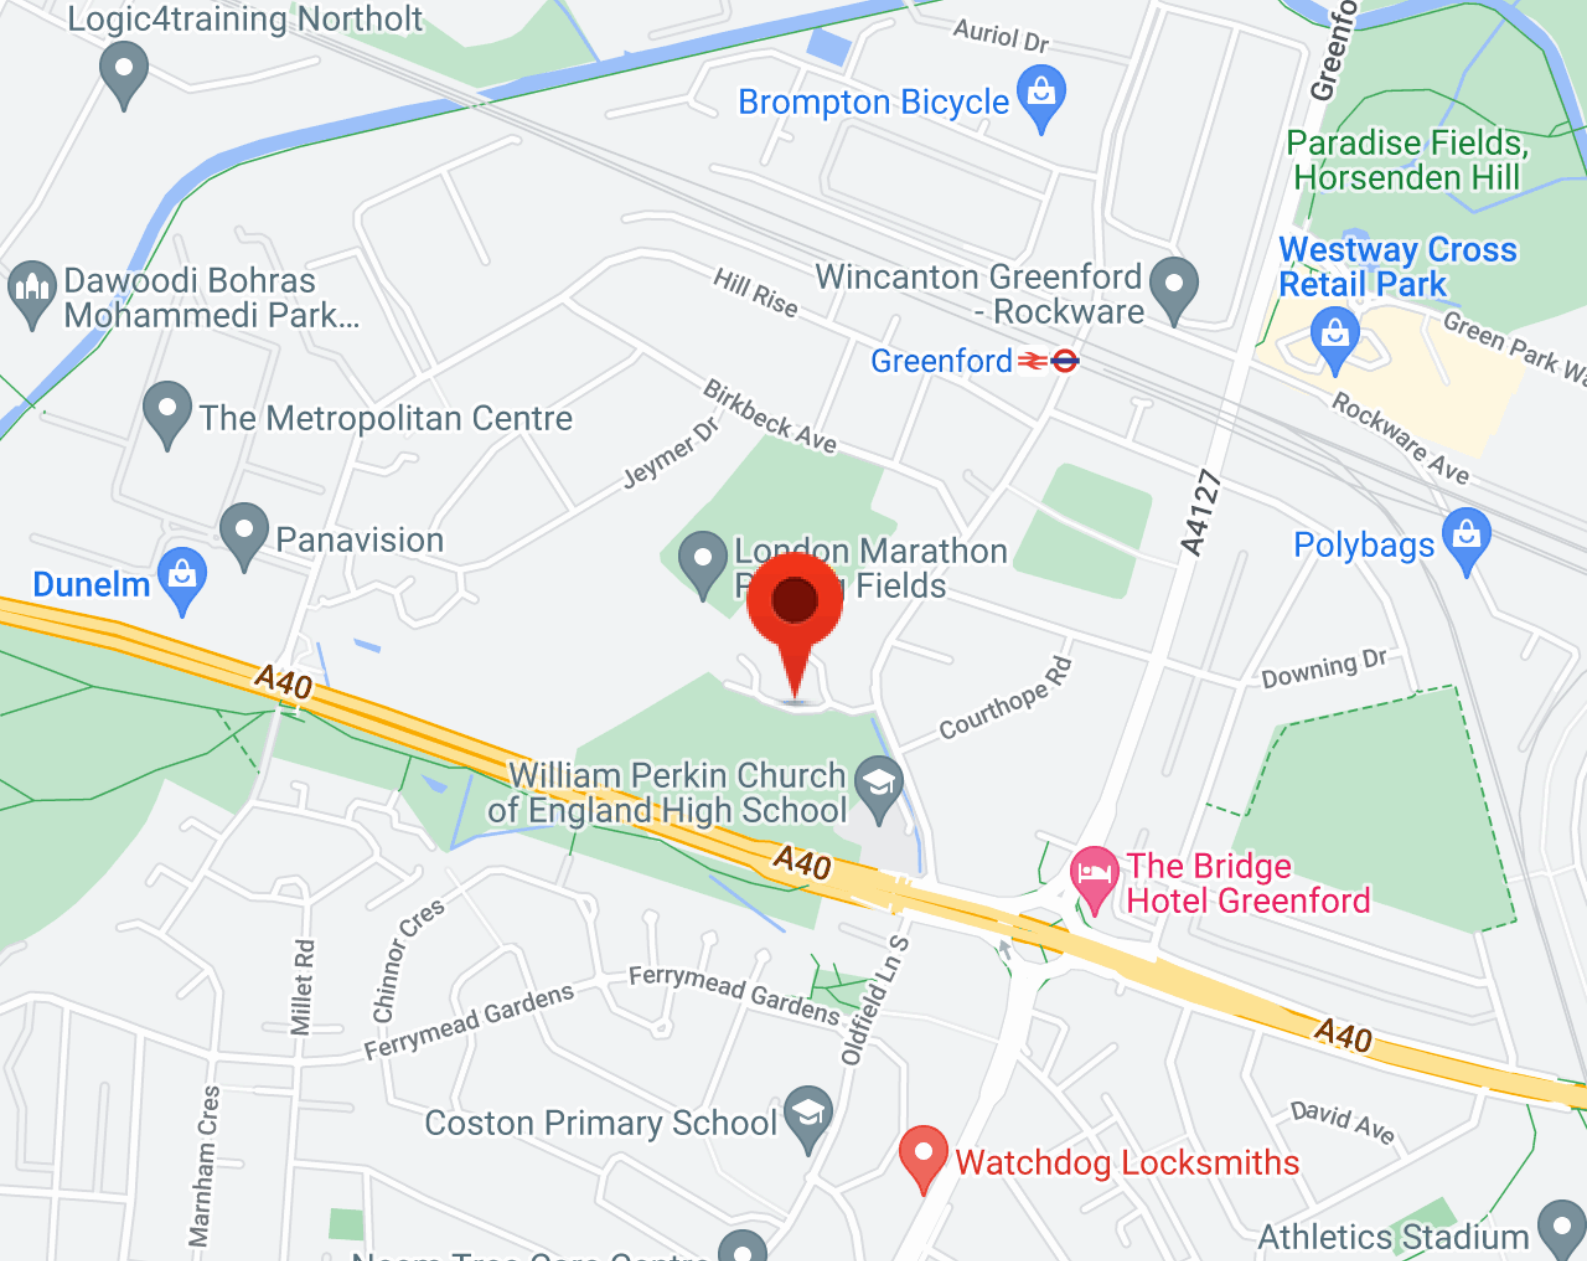 Logic4training Northolt
Auriol Dr
Greenfo
Brompton Bicycle
Paradise Fields,
Horsenden Hill
Westway Cross
Retail Park
Dawoodi Bohras
Mohammedi Park...
Hill Rise
Wincanton Greenford
- Rockware
Green Park Wa
Greenford
The Metropolitan Centre
Birkbeck Ave
Jeymer Dr
Rockware Ave
A4127
Panavision
London Marathon
Fields
Polybags
Dunelm
A40
Downing Dr
Courthope Rd
William Perkin Church
of England High School
A40
The Bridge
Hotel Greenford
Chinnor Cres
Millet Rd
Ferrymead Gardens
Ferrymead Gardens
Oldfield Ln S
A40
Marnham Cres
Coston Primary School
David Ave
Watchdog Locksmiths
Athletics Stadium